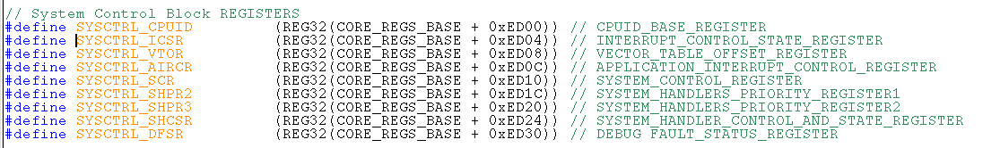 // System Control Block REGISTERS
#define SYSCTRL_CPUID (REG32(CORE_REGS_BASE + 0xED00)) // CPUID_BASE_REGISTER
#define SYSCTRL_ICSR (REG32(CORE_REGS_BASE + 0xED04)) // INTERRUPT_CONTROL_STATE_REGISTER
#define SYSCTRL_VTOR (REG32(CORE_REGS_BASE + 0xED08)) // VECTOR_TABLE_OFFSET_REGISTER
#define SYSCTRL_AIRCR (REG32(CORE_REGS_BASE + 0xED0C)) // APPLICATION_INTERRUPT_CONTROL_REGISTER
#define SYSCTRL_SCR (REG32(CORE_REGS_BASE + 0xED10)) // SYSTEM_CONTROL_REGISTER
#define SYSCTRL_SHPR2 (REG32(CORE_REGS_BASE + 0xED1C)) // SYSTEM_HANDLERS_PRIORITY_REGISTER1
#define SYSCTRL_SHPR3 (REG32(CORE_REGS_BASE + 0xED20)) // SYSTEM_HANDLERS_PRIORITY_REGISTER2
#define SYSCTRL_SHCSR (REG32(CORE_REGS_BASE + 0xED24)) // SYSTEM_HANDLER_CONTROL_AND_STATE_REGISTER
#define SYSCTRL_DFSR (REG32(CORE_REGS_BASE + 0xED30)) // DEBUG FAULT_STATUS_REGISTER